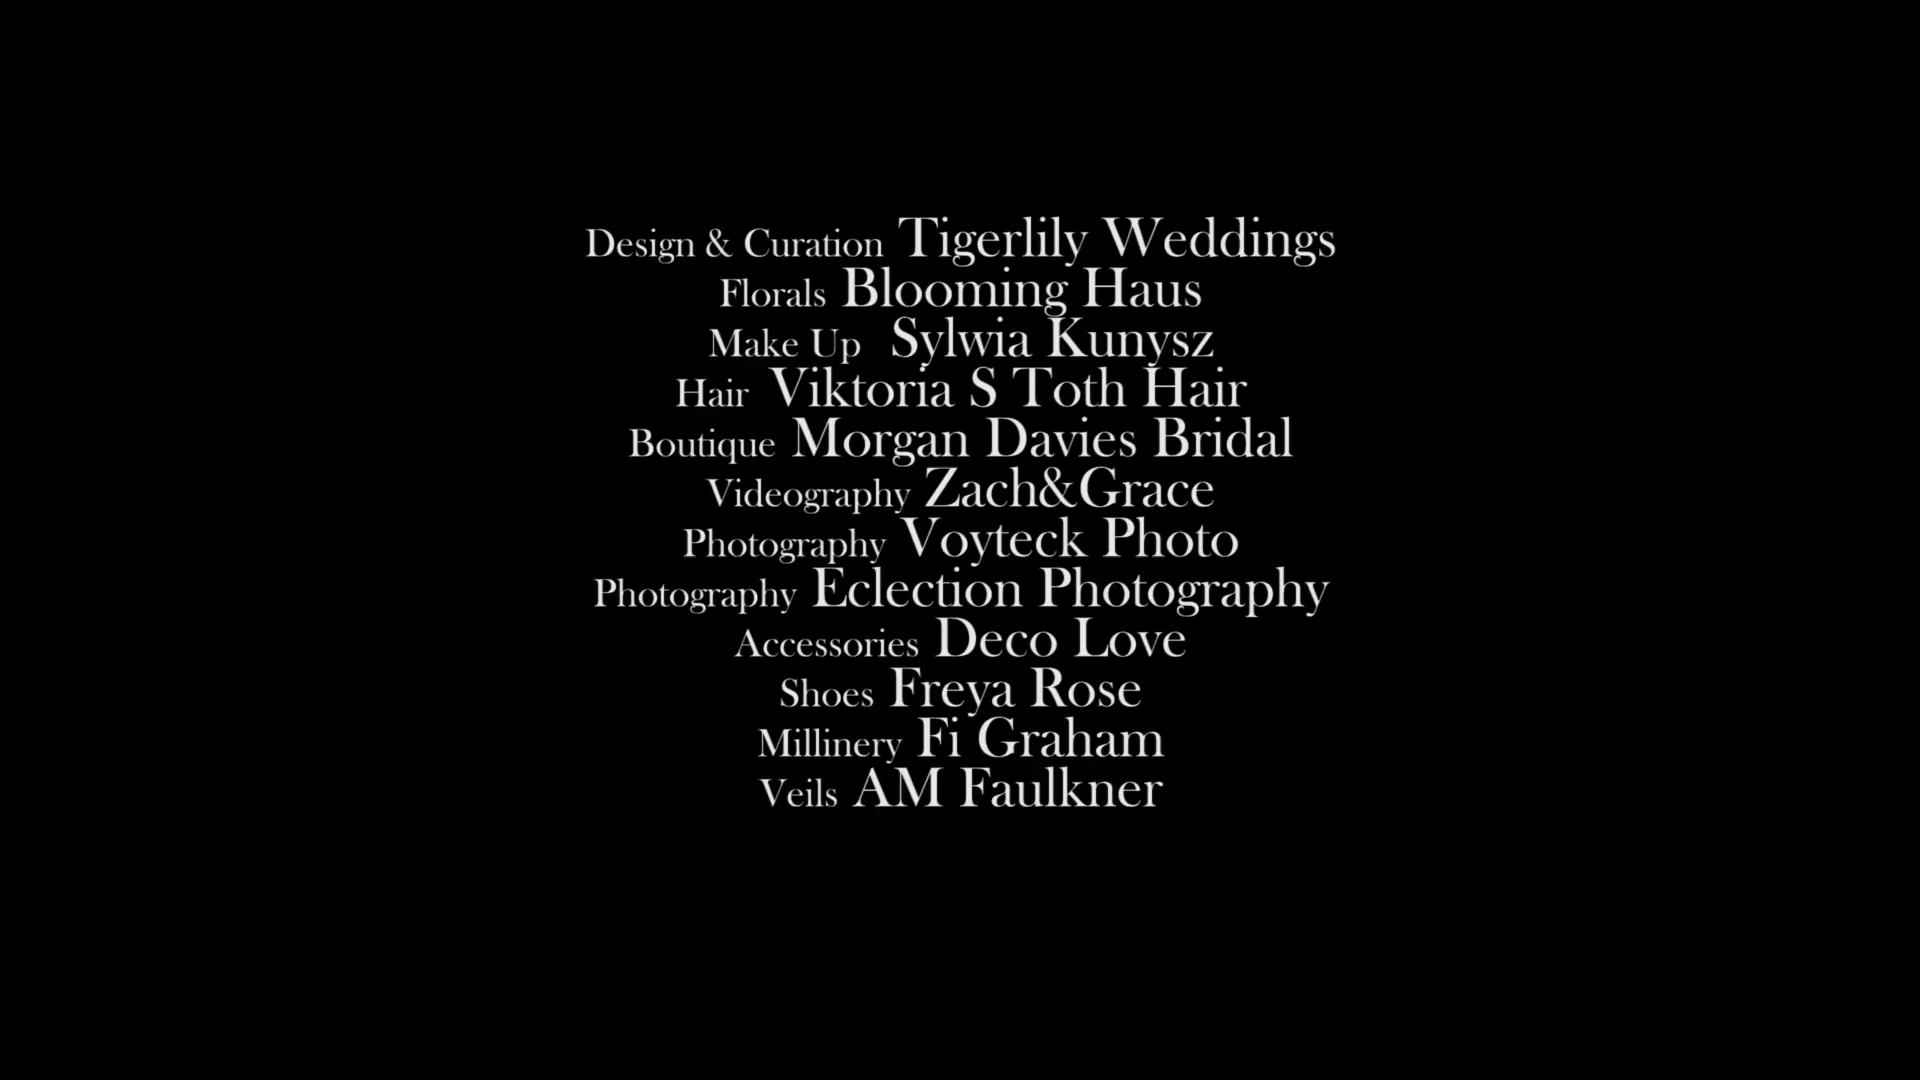 Design & Curation Tigerlily Weddings
Florals Blooming Haus
Make Up Sylwia Kunysz
Hair Viktoria S Toth Hair
Boutique Morgan Davies Bridal
Videography Zach&Grace
Photography Voyteck Photo
Photography Eclection Photography
Accessories Deco Love
Shoes Freya Rose
Millinery Fi Graham
Veils AM Faulkner